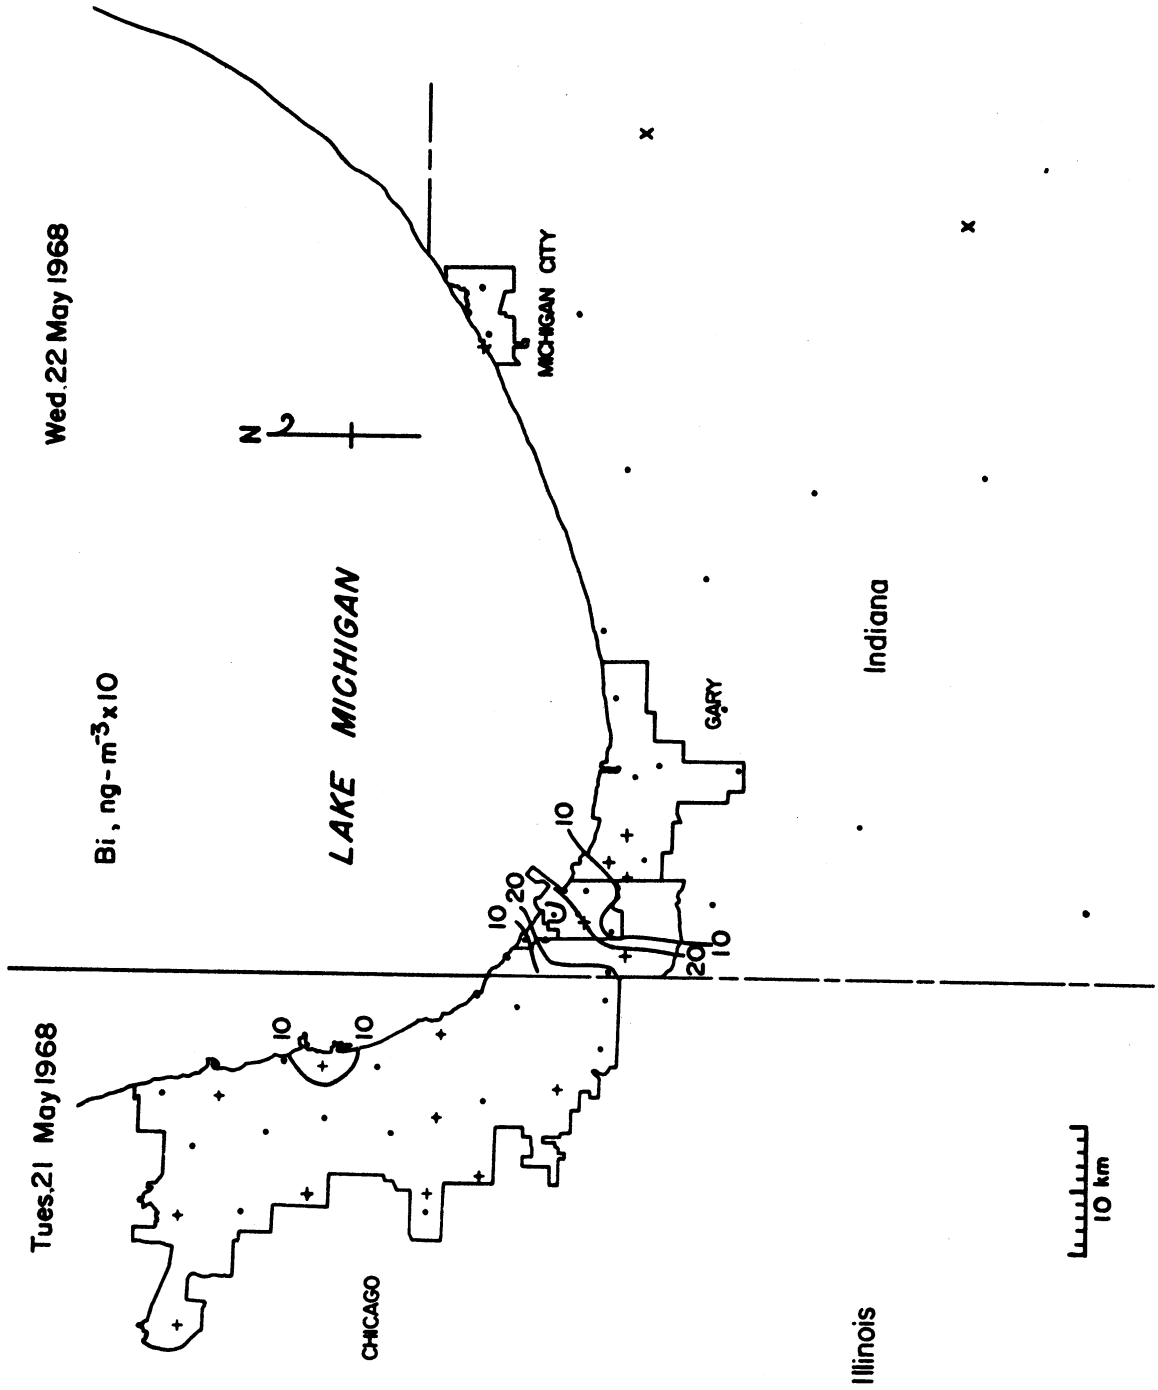 Tues.21 May 1968
Wed.22 May 1968
Bi, ng-m⁻³x10
N
LAKE MICHIGAN
10
10
10
20
10
20
10
CHICAGO
GARY
MICHIGAN CITY
Illinois
Indiana
10 km